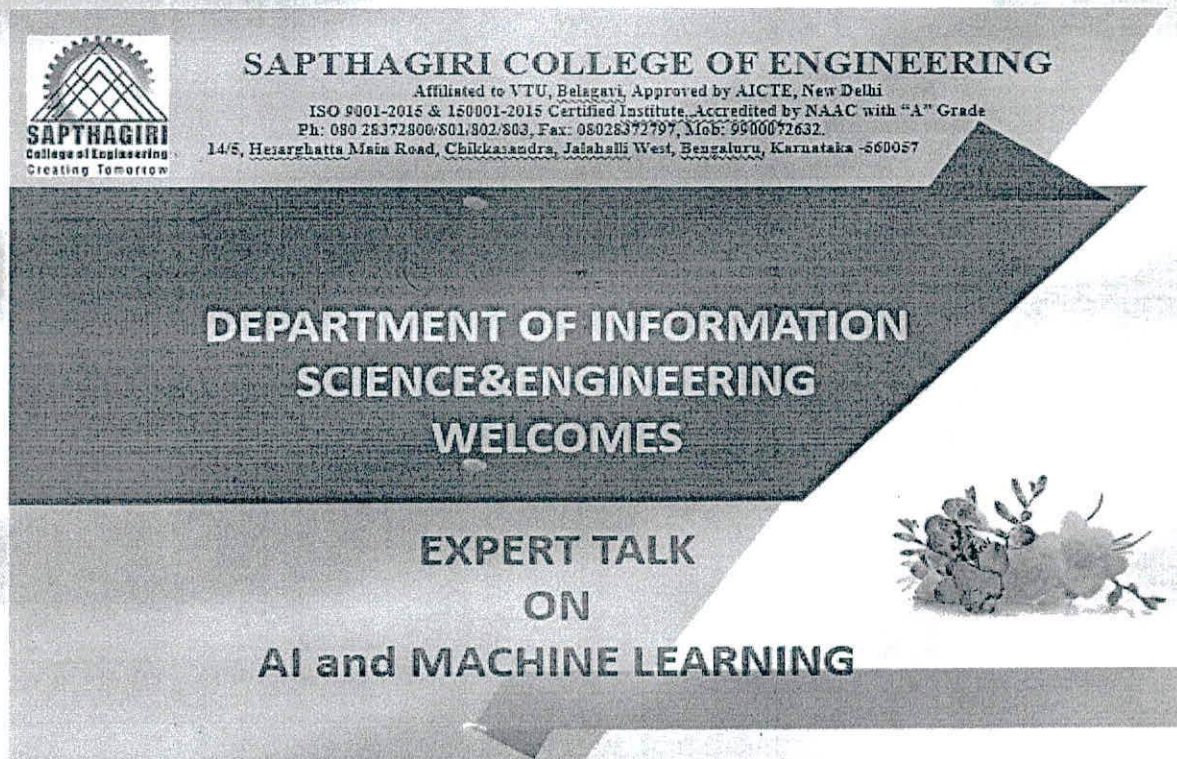 SAPTHAGIRI
College of Engineering
Creating Tomorrow
SAPTHAGIRI COLLEGE OF ENGINEERING
Affiliated to VTU, Belagavi, Approved by AICTE, New Delhi
ISO 9001-2015 & 150001-2015 Certified Institute, Accredited by NAAC with “A” Grade
Ph: 080 28372800/801/802/803, Fax: 08028372797, Mob: 9900072632.
14/5, Hesarghatta Main Road, Chikkasandra, Jalahalli West, Bengaluru, Karnataka -560057
DEPARTMENT OF INFORMATION
SCIENCE&ENGINEERING
WELCOMES
EXPERT TALK
ON
AI and MACHINE LEARNING